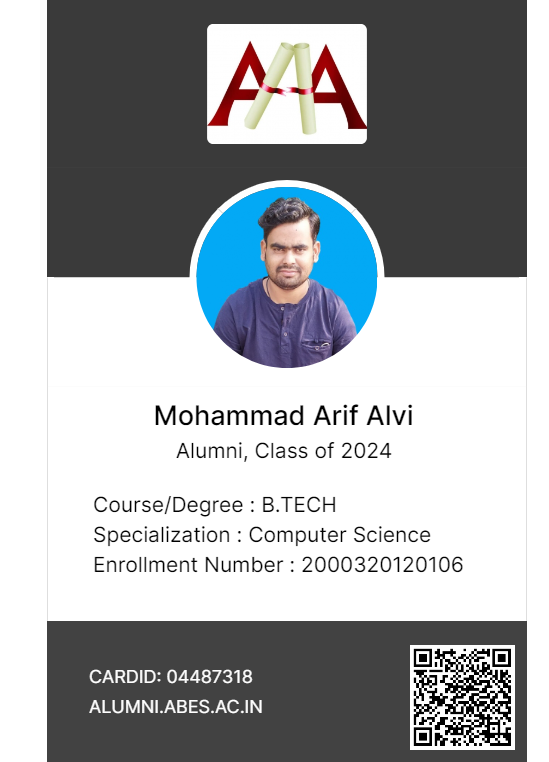 AAA
Mohammad Arif Alvi
Alumni, Class of 2024
Course/Degree : B.TECH
Specialization : Computer Science
Enrollment Number : 2000320120106
CARDID: 04487318
ALUMNI.ABES.AC.IN